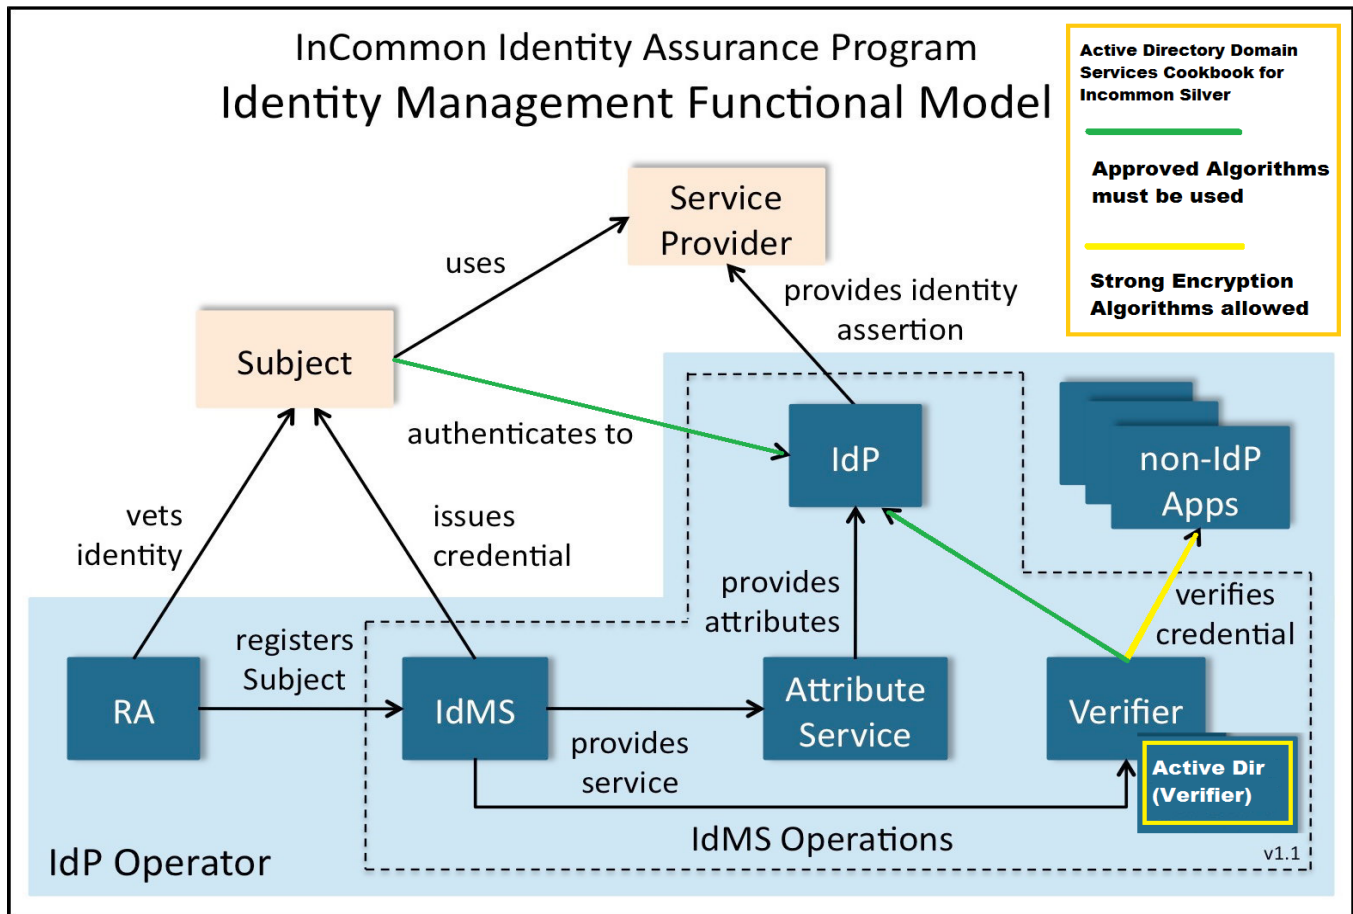 InCommon Identity Assurance Program
Identity Management Functional Model
Active Directory Domain
Services Cookbook for
Incommon Silver
Approved Algorithms
must be used
Strong Encryption
Algorithms allowed
Service
Provider
uses
provides identity
assertion
Subject
authenticates to
IdP
non-IdP
Apps
vets
identity
issues
credential
provides
attributes
verifies
credential
registers
Subject
RA
IdMS
Attribute
Service
Verifier
provides
service
Active Dir
(Verifier)
IdMS Operations
IdP Operator
v1.1